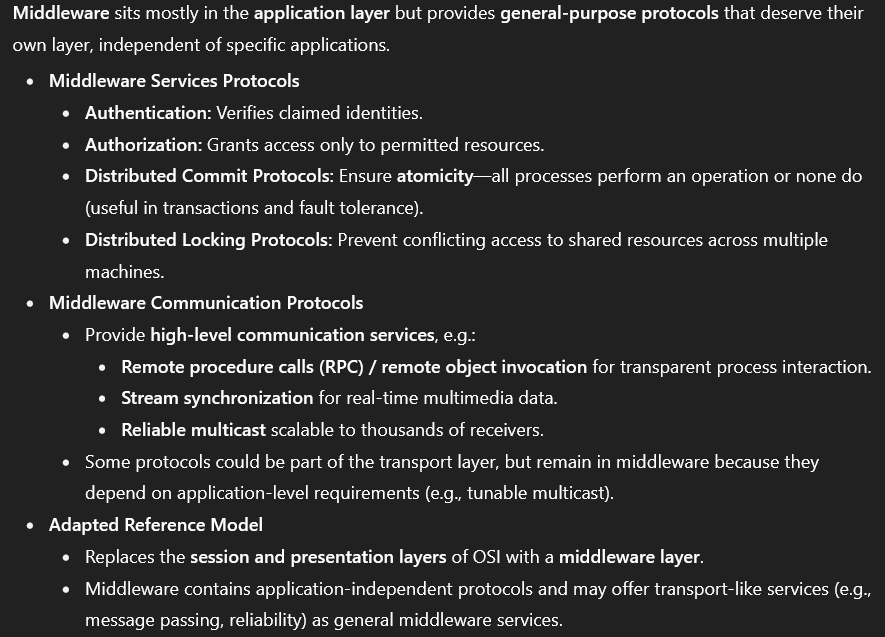 Middleware sits mostly in the application layer but provides general-purpose protocols that deserve their
own layer, independent of specific applications.
• Middleware Services Protocols
• Authentication: Verifies claimed identities.
• Authorization: Grants access only to permitted resources.
• Distributed Commit Protocols: Ensure atomicity—all processes perform an operation or none do
(useful in transactions and fault tolerance).
• Distributed Locking Protocols: Prevent conflicting access to shared resources across multiple
machines.
• Middleware Communication Protocols
• Provide high-level communication services, e.g.:
• Remote procedure calls (RPC) / remote object invocation for transparent process interaction.
• Stream synchronization for real-time multimedia data.
• Reliable multicast scalable to thousands of receivers.
• Some protocols could be part of the transport layer, but remain in middleware because they
depend on application-level requirements (e.g., tunable multicast).
• Adapted Reference Model
• Replaces the session and presentation layers of OSI with a middleware layer.
• Middleware contains application-independent protocols and may offer transport-like services (e.g.,
message passing, reliability) as general middleware services.